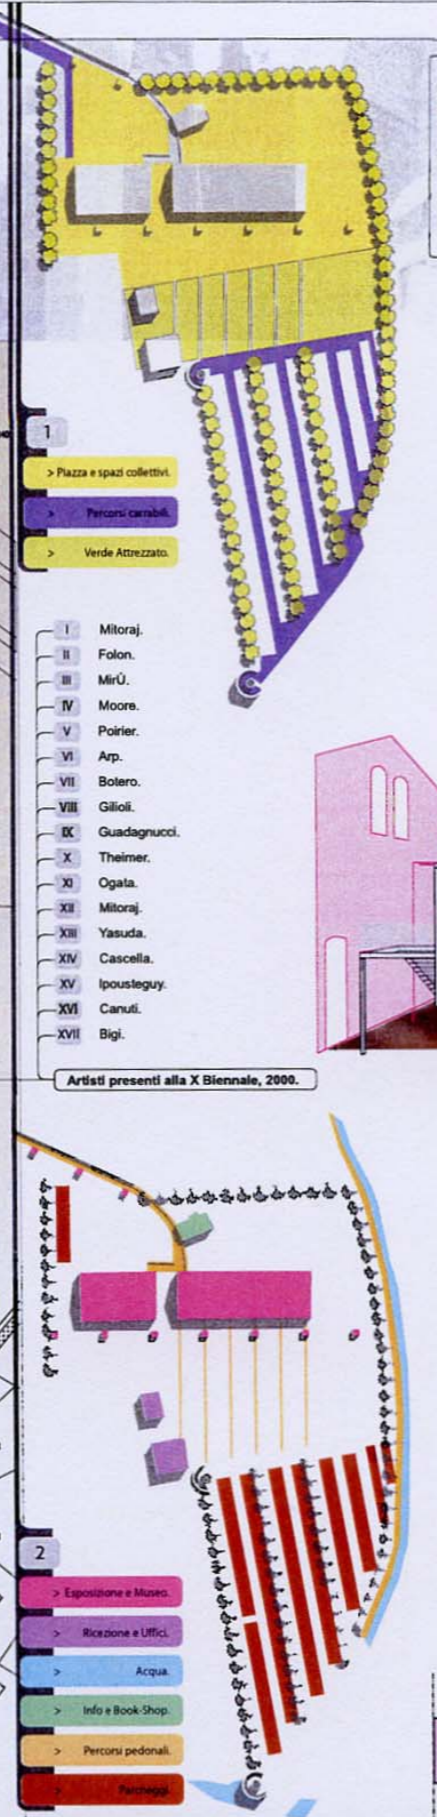 1
> Piazza e spazi collettivi.
> Percorsi carrabili.
> Verde Attrezzato.
I Mitoraj.
II Folon.
III MirÛ.
IV Moore.
V Poirier.
VI Arp.
VII Botero.
VIII Gilioli.
IX Guadagnucci.
X Theimer.
XI Ogata.
XII Mitoraj.
XIII Yasuda.
XIV Cascella.
XV Ipousteguy.
XVI Canuti.
XVII Bigi.
Artisti presenti alla X Biennale, 2000.
2
> Esposizione e Museo.
> Ricezione e Uffici.
> Acqua.
> Info e Book-Shop.
> Percorsi pedonali.
> Parcheggi.